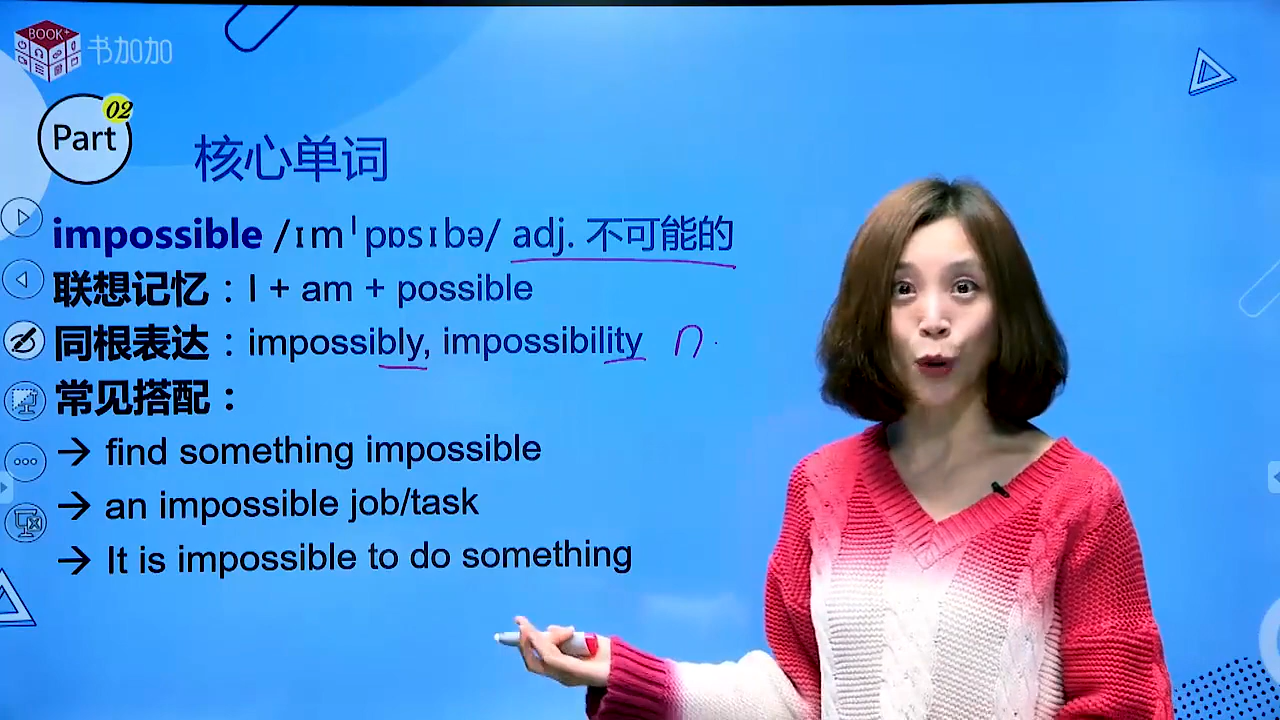 BOOK+
书加加
02
Part
核心单词
impossible /ɪmˈpɒsɪbə/ adj. 不可能的
联想记忆：I + am + possible
同根表达：impossibly, impossibility n.
常见搭配：
→ find something impossible
→ an impossible job/task
→ It is impossible to do something